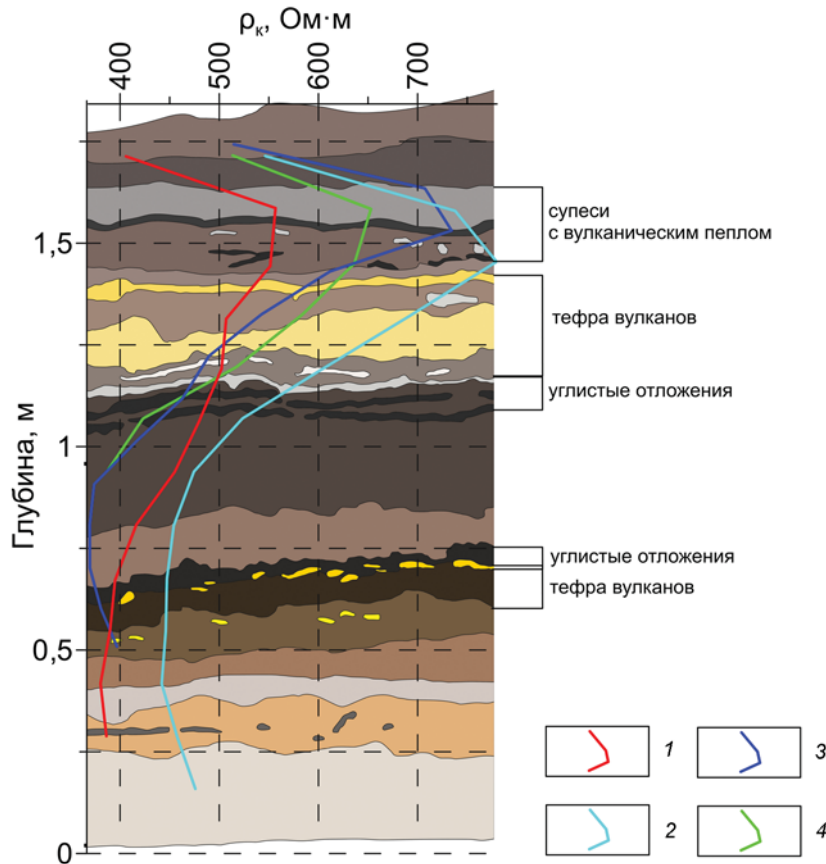 ρк, Ом·м
400
500
600
700
супеси
с вулканическим пеплом
1,5
тефра вулканов
углистые отложения
1
Глубина, м
углистые отложения
тефра вулканов
0,5
1
3
2
4
0